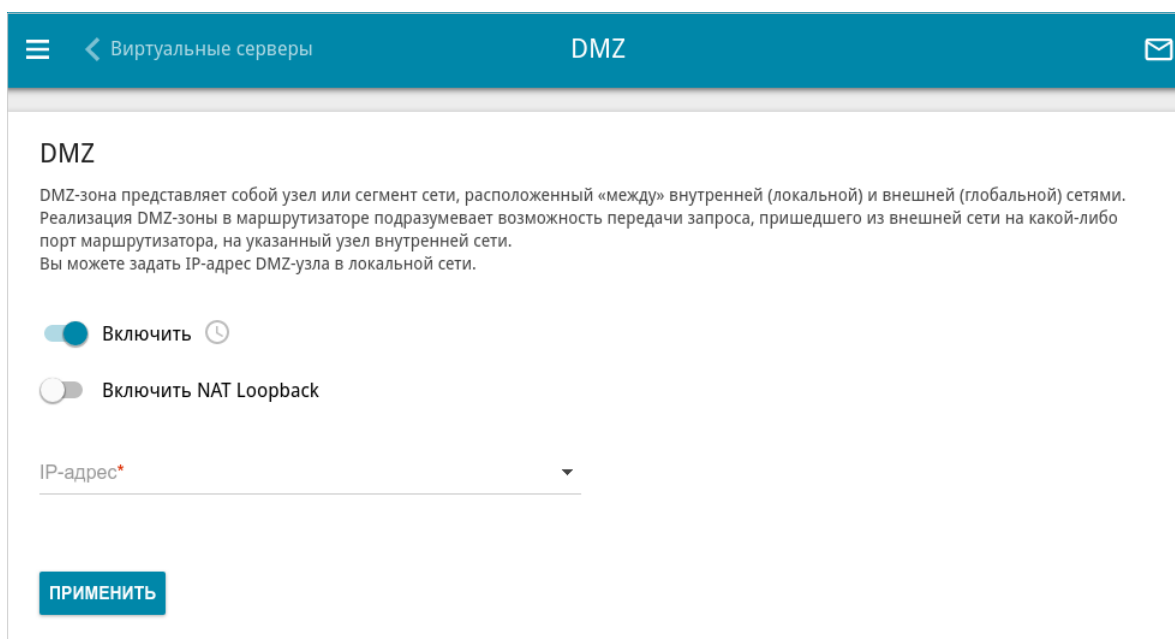 Виртуальные серверы
DMZ
DMZ
DMZ-зона представляет собой узел или сегмент сети, расположенный «между» внутренней (локальной) и внешней (глобальной) сетями.
Реализация DMZ-зоны в маршрутизаторе подразумевает возможность передачи запроса, пришедшего из внешней сети на какой-либо
порт маршрутизатора, на указанный узел внутренней сети.
Вы можете задать IP-адрес DMZ-узла в локальной сети.
Включить
Включить NAT Loopback
IP-адрес*
ПРИМЕНИТЬ